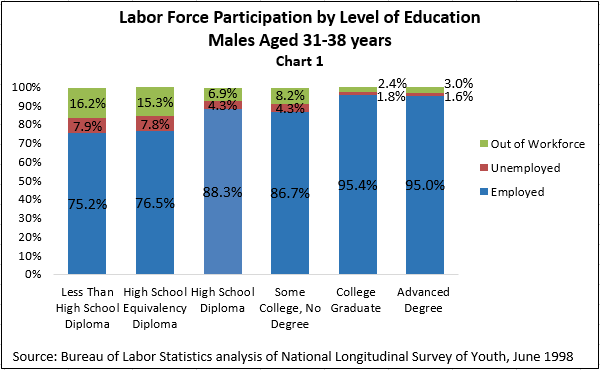 Labor Force Participation by Level of Education
Males Aged 31-38 years
Chart 1
100%
90%
80%
70%
60%
50%
40%
30%
20%
10%
0%
16.2%
15.3%
6.9%
8.2%
2.4%
3.0%
7.9%
7.8%
4.3%
4.3%
1.8%
1.6%
75.2%
76.5%
88.3%
86.7%
95.4%
95.0%
Out of Workforce
Unemployed
Employed
Less Than
High School
Diploma
High School
Equivalency
Diploma
High School
Diploma
Some
College, No
Degree
College
Graduate
Advanced
Degree
Source: Bureau of Labor Statistics analysis of National Longitudinal Survey of Youth, June 1998